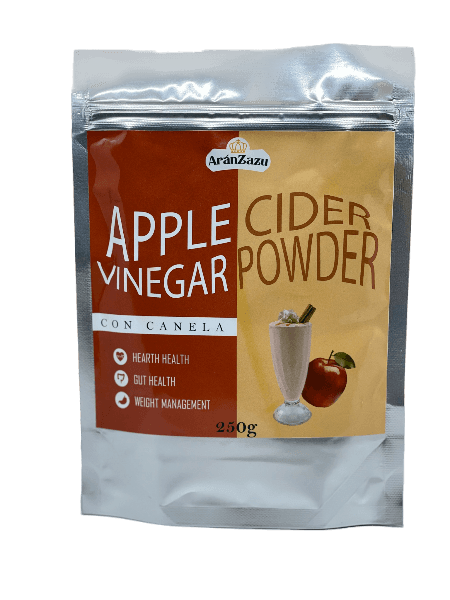 AránZazu
APPLE CIDER
VINEGAR POWDER
CON CANELA
HEARTH HEALTH
GUT HEALTH
WEIGHT MANAGEMENT
250g